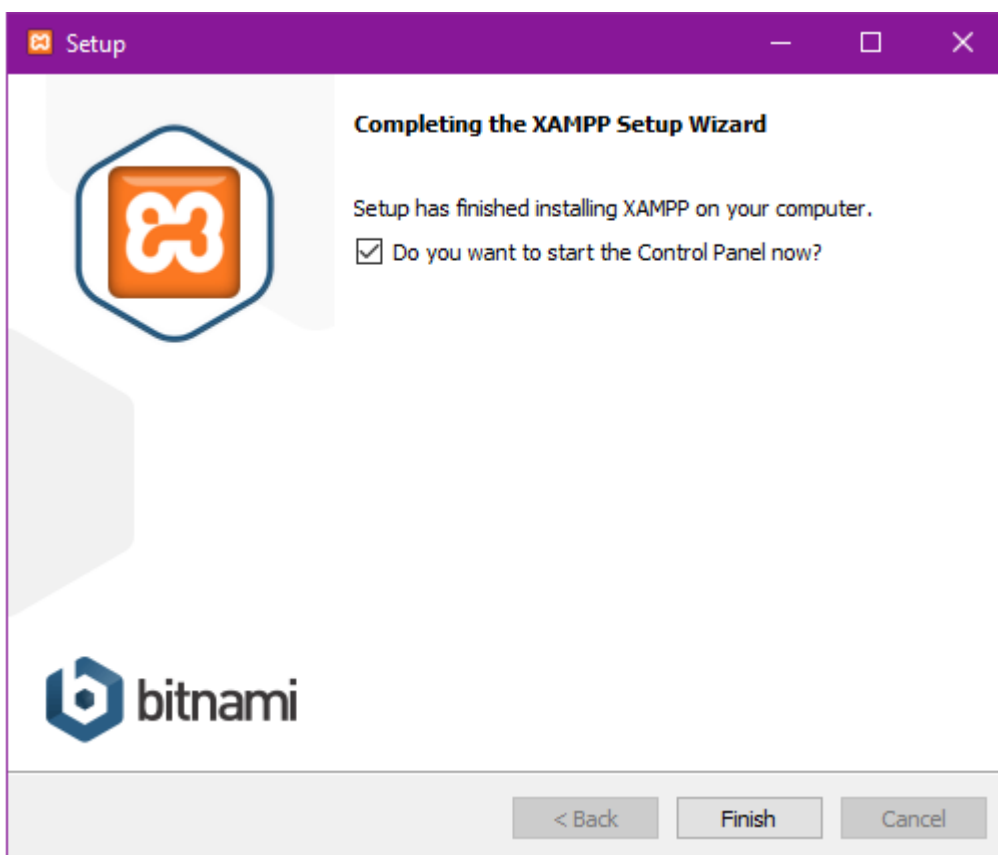 Setup
Completing the XAMPP Setup Wizard
Setup has finished installing XAMPP on your computer.
Do you want to start the Control Panel now?
bitnami
< Back
Finish
Cancel